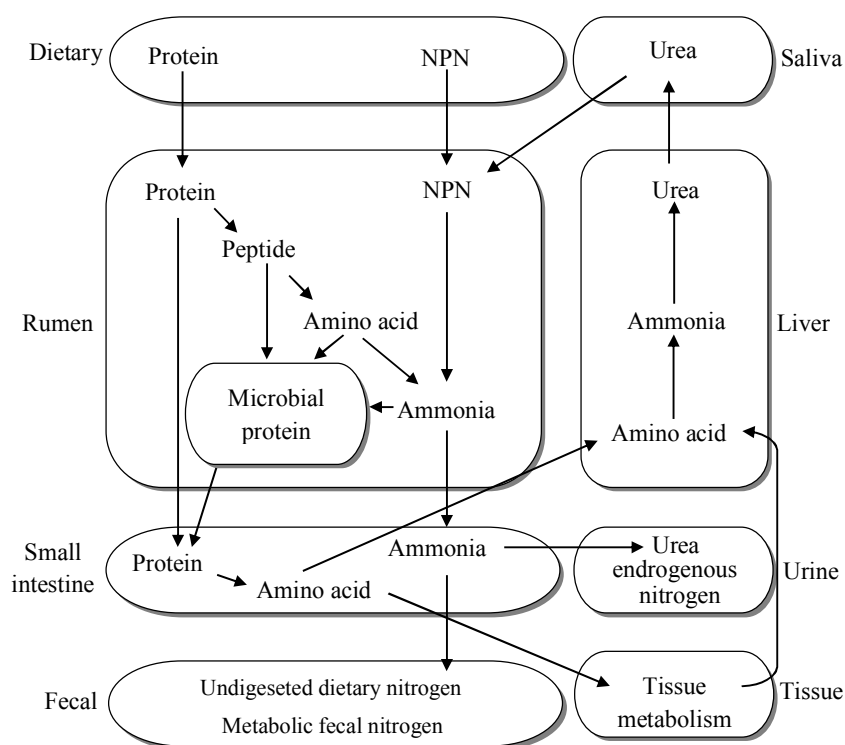 Dietary
Protein
NPN
Urea
Saliva
Protein
NPN
Urea
Peptide
Rumen
Amino acid
Ammonia
Liver
Microbial
protein
Ammonia
Amino acid
Small
intestine
Protein
Amino acid
Ammonia
Urea
endrogenous
nitrogen
Urine
Fecal
Undigeseted dietary nitrogen
Metabolic fecal nitrogen
Tissue
metabolism
Tissue